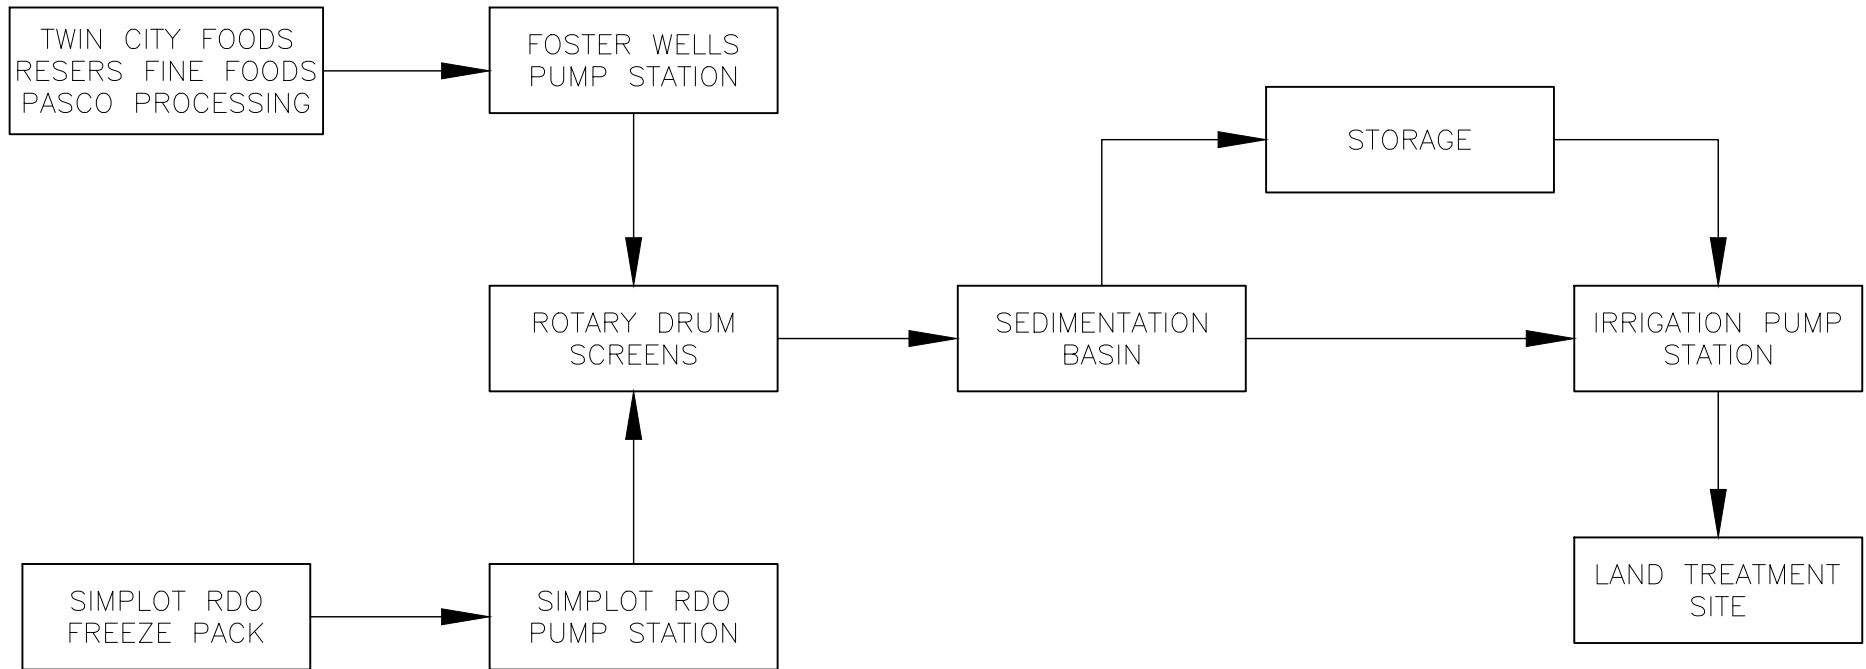 TWIN CITY FOODS
RESERS FINE FOODS
PASCO PROCESSING
FOSTER WELLS
PUMP STATION
STORAGE
ROTARY DRUM
SCREENS
SEDIMENTATION
BASIN
IRRIGATION PUMP
STATION
SIMPLOT RDO
FREEZE PACK
SIMPLOT RDO
PUMP STATION
LAND TREATMENT
SITE